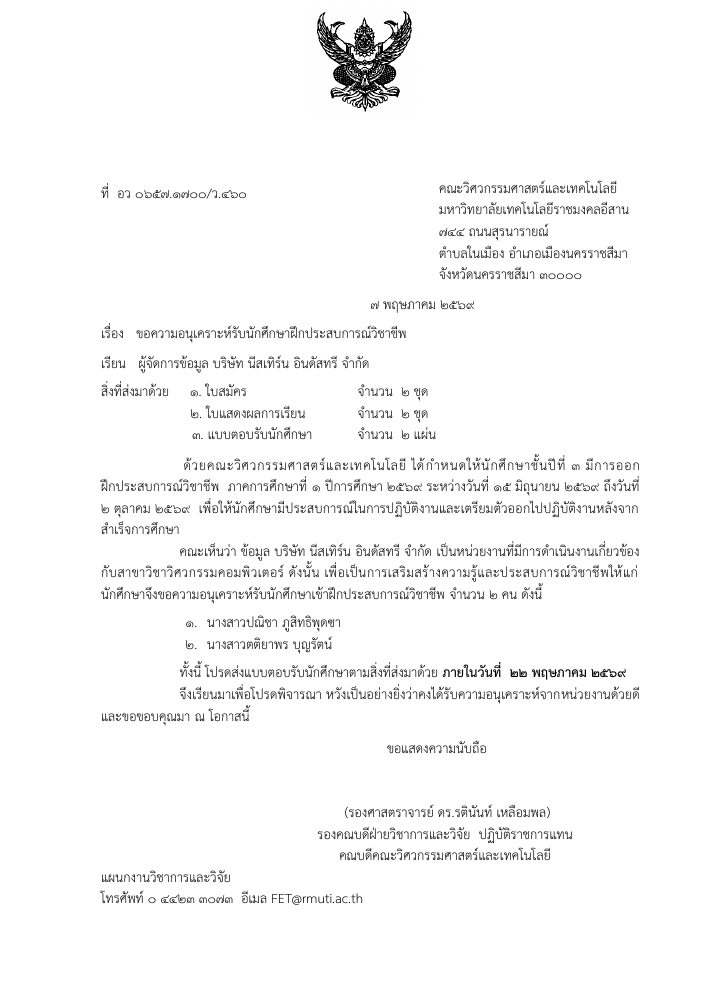 ที่ อว ๐๖๕๗.๑๗๐๐/ว.๔๖๐
คณะวิศวกรรมศาสตร์และเทคโนโลยี
มหาวิทยาลัยเทคโนโลยีราชมงคลอีสาน
๗๔๔ ถนนสุรนารายณ์
ตำบลในเมือง อำเภอเมืองนครราชสีมา
จังหวัดนครราชสีมา ๓๐๐๐๐
๗ พฤษภาคม ๒๕๖๙
เรื่อง ขอความอนุเคราะห์รับนักศึกษาฝึกประสบการณ์วิชาชีพ
เรียน ผู้จัดการข้อมูล บริษัท นีสเทิร์น อินดัสทรี จำกัด
สิ่งที่ส่งมาด้วย ๑. ใบสมัคร จำนวน ๒ ชุด
๒. ใบแสดงผลการเรียน จำนวน ๒ ชุด
๓. แบบตอบรับนักศึกษา จำนวน ๒ แผ่น
ด้วยคณะวิศวกรรมศาสตร์และเทคโนโลยี ได้กำหนดให้นักศึกษาชั้นปีที่ ๓ มีการออก
ฝึกประสบการณ์วิชาชีพ ภาคการศึกษาที่ ๑ ปีการศึกษา ๒๕๖๙ ระหว่างวันที่ ๑๕ มิถุนายน ๒๕๖๙ ถึงวันที่
๒ ตุลาคม ๒๕๖๙ เพื่อให้นักศึกษามีประสบการณ์ในการปฏิบัติงานและเตรียมตัวออกไปปฏิบัติงานหลังจาก
สำเร็จการศึกษา
คณะเห็นว่า ข้อมูล บริษัท นีสเทิร์น อินดัสทรี จำกัด เป็นหน่วยงานที่มีการดำเนินงานเกี่ยวข้อง
กับสาขาวิชาวิศวกรรมคอมพิวเตอร์ ดังนั้น เพื่อเป็นการเสริมสร้างความรู้และประสบการณ์วิชาชีพให้แก่
นักศึกษาจึงขอความอนุเคราะห์รับนักศึกษาเข้าฝึกประสบการณ์วิชาชีพ จำนวน ๒ คน ดังนี้
๑. นางสาวปณิชา ภูสิทธิพุดซา
๒. นางสาวตติยาพร บุญรัตน์
ทั้งนี้ โปรดส่งแบบตอบรับนักศึกษาตามสิ่งที่ส่งมาด้วย ภายในวันที่ ๒๒ พฤษภาคม ๒๕๖๙
จึงเรียนมาเพื่อโปรดพิจารณา หวังเป็นอย่างยิ่งว่าคงได้รับความอนุเคราะห์จากหน่วยงานด้วยดี
และขอขอบคุณมา ณ โอกาสนี้
ขอแสดงความนับถือ
(รองศาสตราจารย์ ดร.รตินันท์ เหลือมพล)
รองคณบดีฝ่ายวิชาการและวิจัย ปฏิบัติราชการแทน
คณบดีคณะวิศวกรรมศาสตร์และเทคโนโลยี
แผนกงานวิชาการและวิจัย
โทรศัพท์ ๐ ๔๔๒๓ ๓๐๗๓ อีเมล FET@rmuti.ac.th